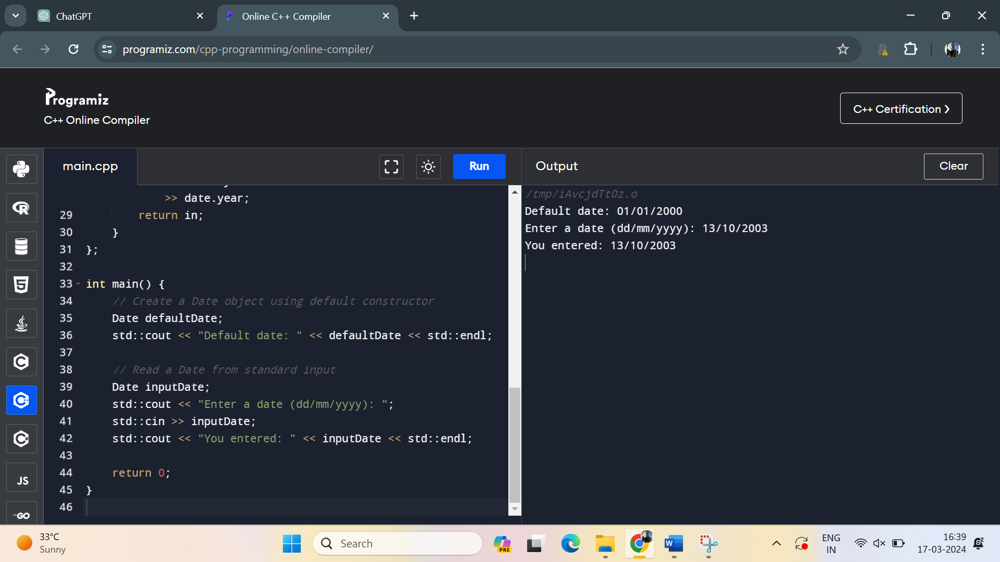 ChatGPT
Online C++ Compiler
programiz.com/cpp-programming/online-compiler/
Programiz
C++ Online Compiler
C++ Certification ❯
main.cpp
Run
Output
Clear
>> date.year;
29 return in;
30 }
31 };
32
33 int main() {
34 // Create a Date object using default constructor
35 Date defaultDate;
36 std::cout << "Default date: " << defaultDate << std::endl;
37
38 // Read a Date from standard input
39 Date inputDate;
40 std::cout << "Enter a date (dd/mm/yyyy): ";
41 std::cin >> inputDate;
42 std::cout << "You entered: " << inputDate << std::endl;
43
44 return 0;
45 }
46
/tmp/iAvcjdTtOz.o
Default date: 01/01/2000
Enter a date (dd/mm/yyyy): 13/10/2003
You entered: 13/10/2003
R
5
C
C
C
JS
GO
33°C
Sunny
Search
PRE
W
ENG
IN
16:39
17-03-2024